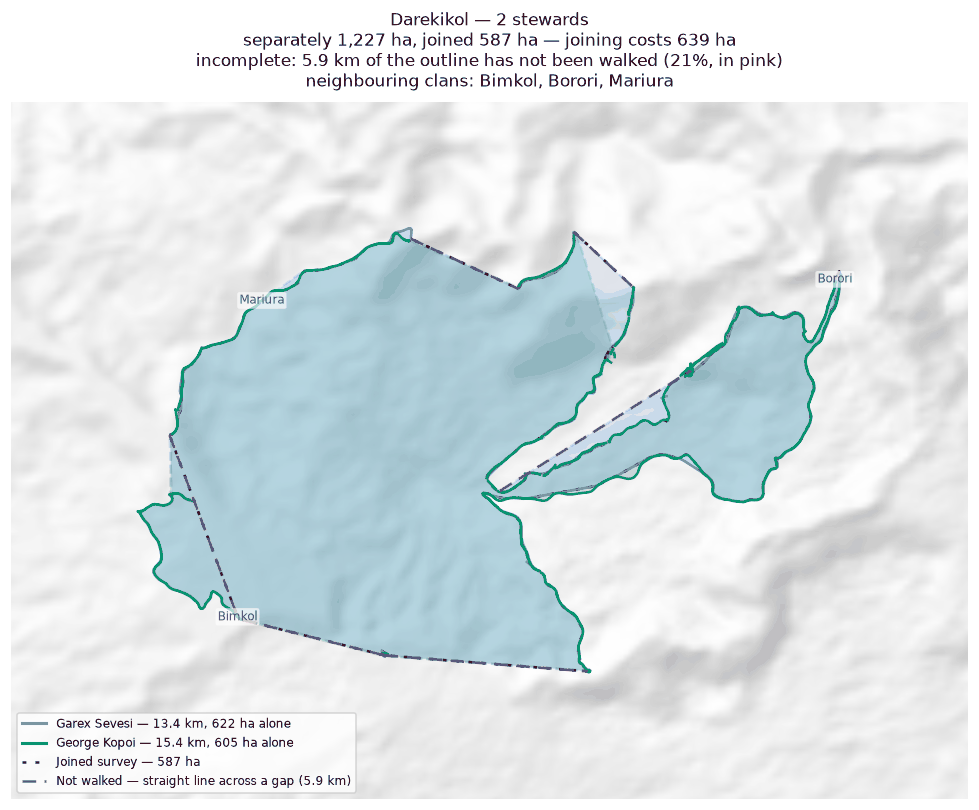 Darekikol — 2 stewards
separately 1,227 ha, joined 587 ha — joining costs 639 ha
incomplete: 5.9 km of the outline has not been walked (21%, in pink)
neighbouring clans: Bimkol, Borori, Mariura
Borori
Mariura
Bimkol
Garex Sevesi — 13.4 km, 622 ha alone
George Kopoi — 15.4 km, 605 ha alone
Joined survey — 587 ha
Not walked — straight line across a gap (5.9 km)